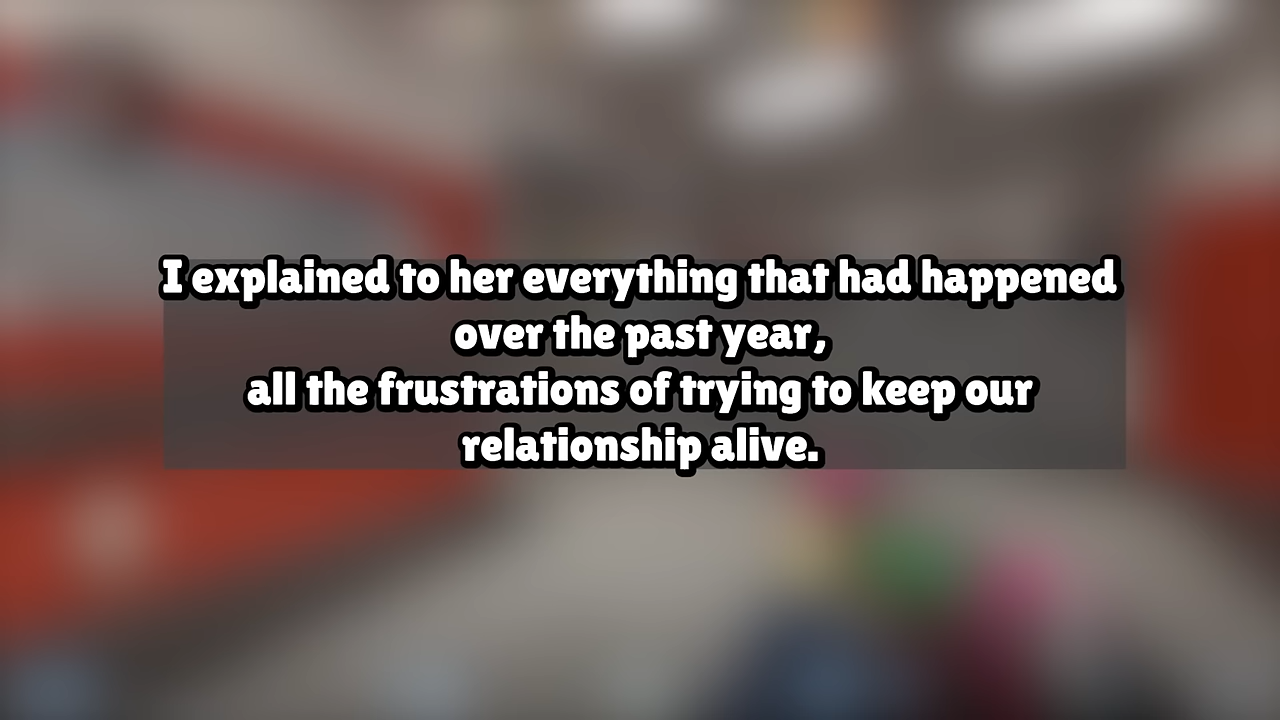 I explained to her everything that had happened
over the past year,
all the frustrations of trying to keep our
relationship alive.